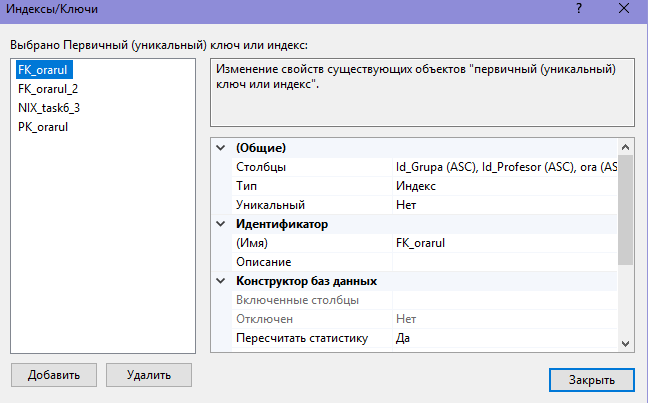 Индексы/Ключи
Выбрано Первичный (уникальный) ключ или индекс:
FK_orarul
FK_orarul_2
NIX_task6_3
PK_orarul
Изменение свойств существующих объектов "первичный (уникальный)
ключ или индекс".
(Общие)
Столбцы Id_Grupa (ASC), Id_Profesor (ASC), ora (AS
Тип Индекс
Уникальный Нет
Идентификатор
(Имя) FK_orarul
Описание
Конструктор баз данных
Включенные столбцы
Отключен Нет
Пересчитать статистику Да
Добавить Удалить
Закрыть